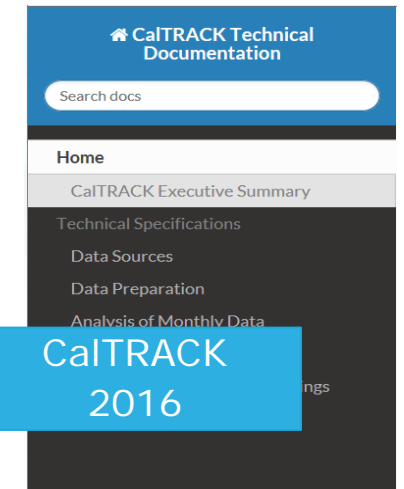 CalTRACK Technical
Documentation
Search docs
Home
CalTRACK Executive Summary
Technical Specifications
Data Sources
Data Preparation
Analysis of Monthly Data
CalTRACK
2016